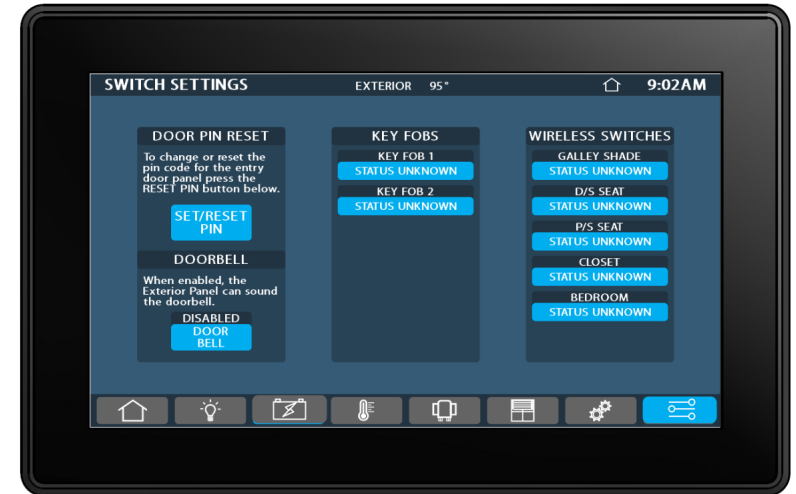 SWITCH SETTINGS
EXTERIOR 95°
9:02AM
DOOR PIN RESET
To change or reset the
pin code for the entry
door panel press the
RESET PIN button below.
SET/RESET
PIN
DOORBELL
When enabled, the
Exterior Panel can sound
the doorbell.
DISABLED
DOOR
BELL
KEY FOBS
KEY FOB 1
STATUS UNKNOWN
KEY FOB 2
STATUS UNKNOWN
WIRELESS SWITCHES
GALLEY SHADE
STATUS UNKNOWN
D/S SEAT
STATUS UNKNOWN
P/S SEAT
STATUS UNKNOWN
CLOSET
STATUS UNKNOWN
BEDROOM
STATUS UNKNOWN